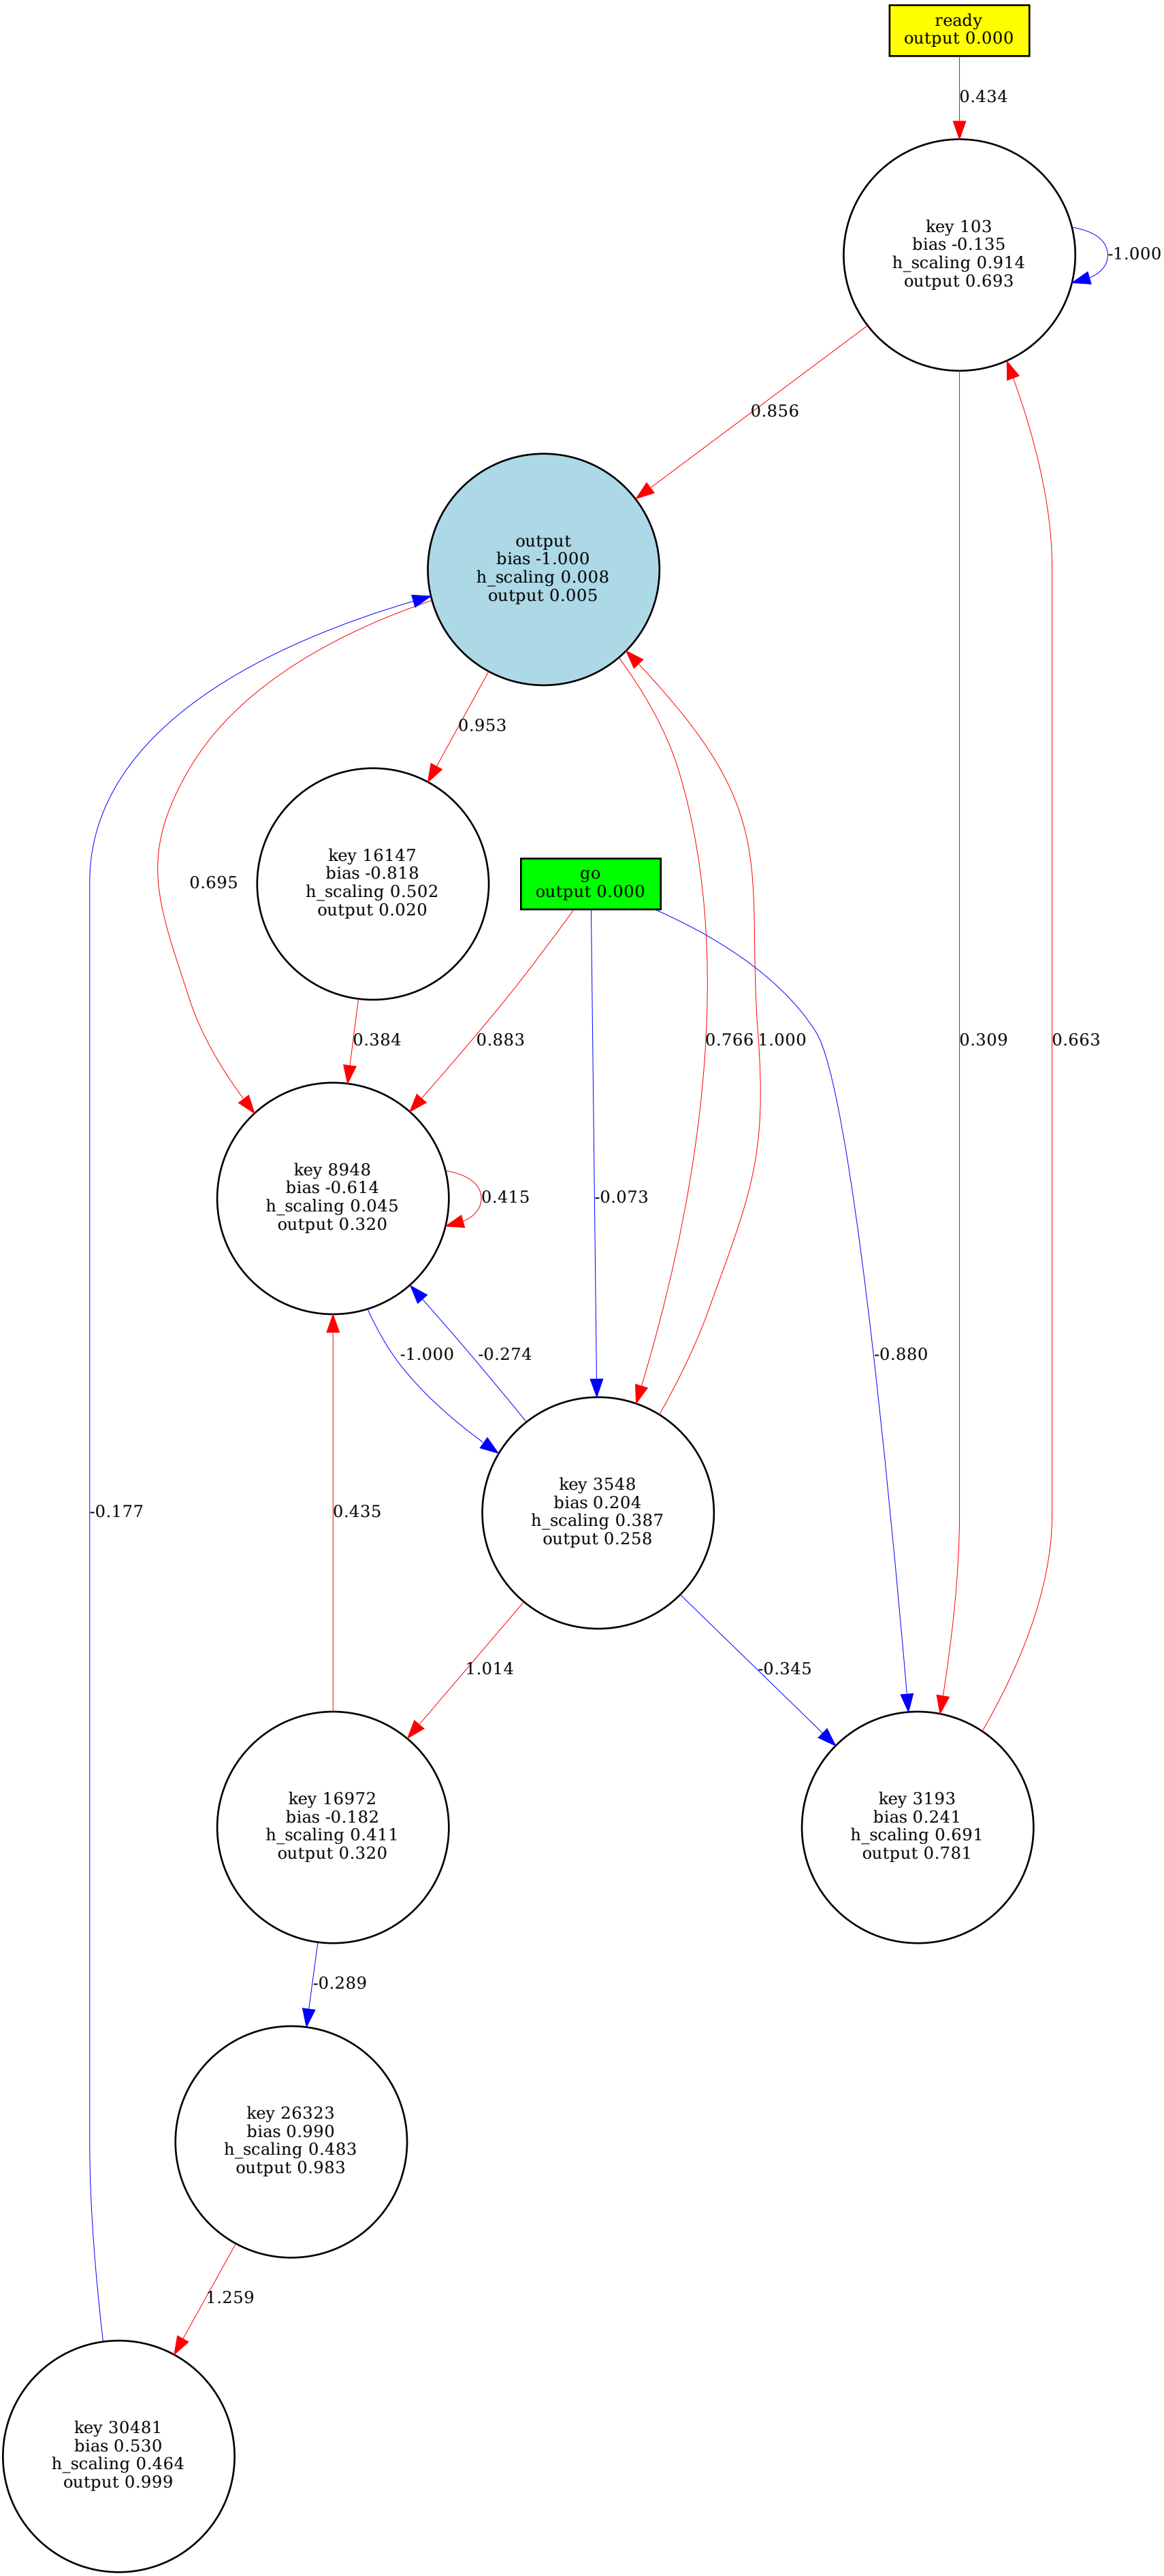 ready
output 0.000
0.434
key 103
bias -0.135
h_scaling 0.914
output 0.693
-1.000
0.856
output
bias -1.000
h_scaling 0.008
output 0.005
0.953
key 16147
bias -0.818
h_scaling 0.502
output 0.020
go
output 0.000
0.695
0.384
0.883
0.766
1.000
0.309
0.663
key 8948
bias -0.614
h_scaling 0.045
output 0.320
0.415
-0.073
-1.000
-0.274
-0.880
key 3548
bias 0.204
h_scaling 0.387
output 0.258
-0.177
0.435
1.014
-0.345
key 16972
bias -0.182
h_scaling 0.411
output 0.320
key 3193
bias 0.241
h_scaling 0.691
output 0.781
-0.289
key 26323
bias 0.990
h_scaling 0.483
output 0.983
1.259
key 30481
bias 0.530
h_scaling 0.464
output 0.999